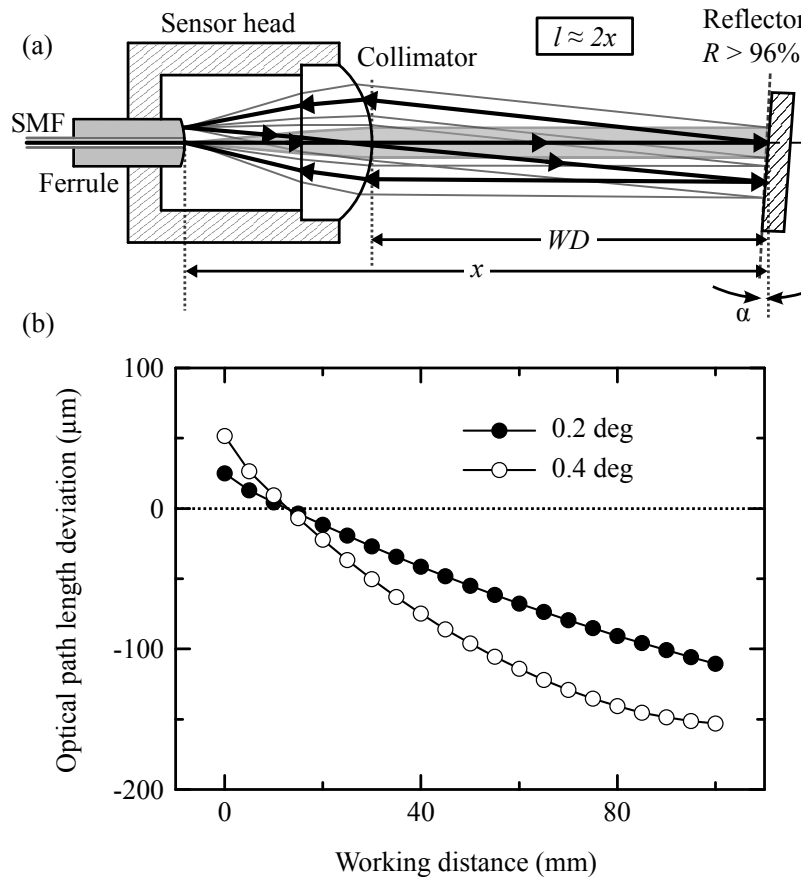 (a)
Sensor head
l ≈ 2x
Reflector
R > 96%
Collimator
SMF
Ferrule
WD
x
α
(b)
100
0
-100
-200
Optical path length deviation (μm)
0.2 deg
0.4 deg
0
40
80
Working distance (mm)